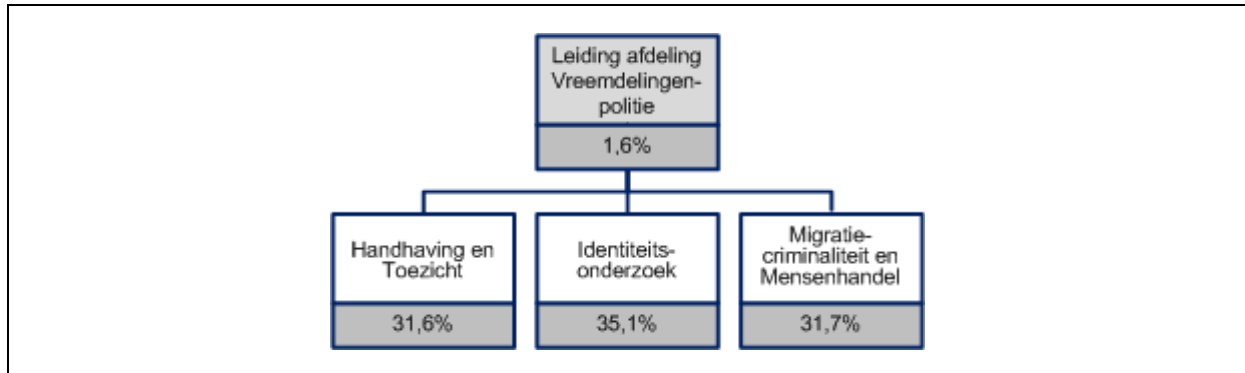 Leiding afdeling
Vreemdelingen-
politie
1,6%
Handhaving en
Toezicht
31,6%
Identiteits-
onderzoek
35,1%
Migratie-
criminaliteit en
Mensenhandel
31,7%